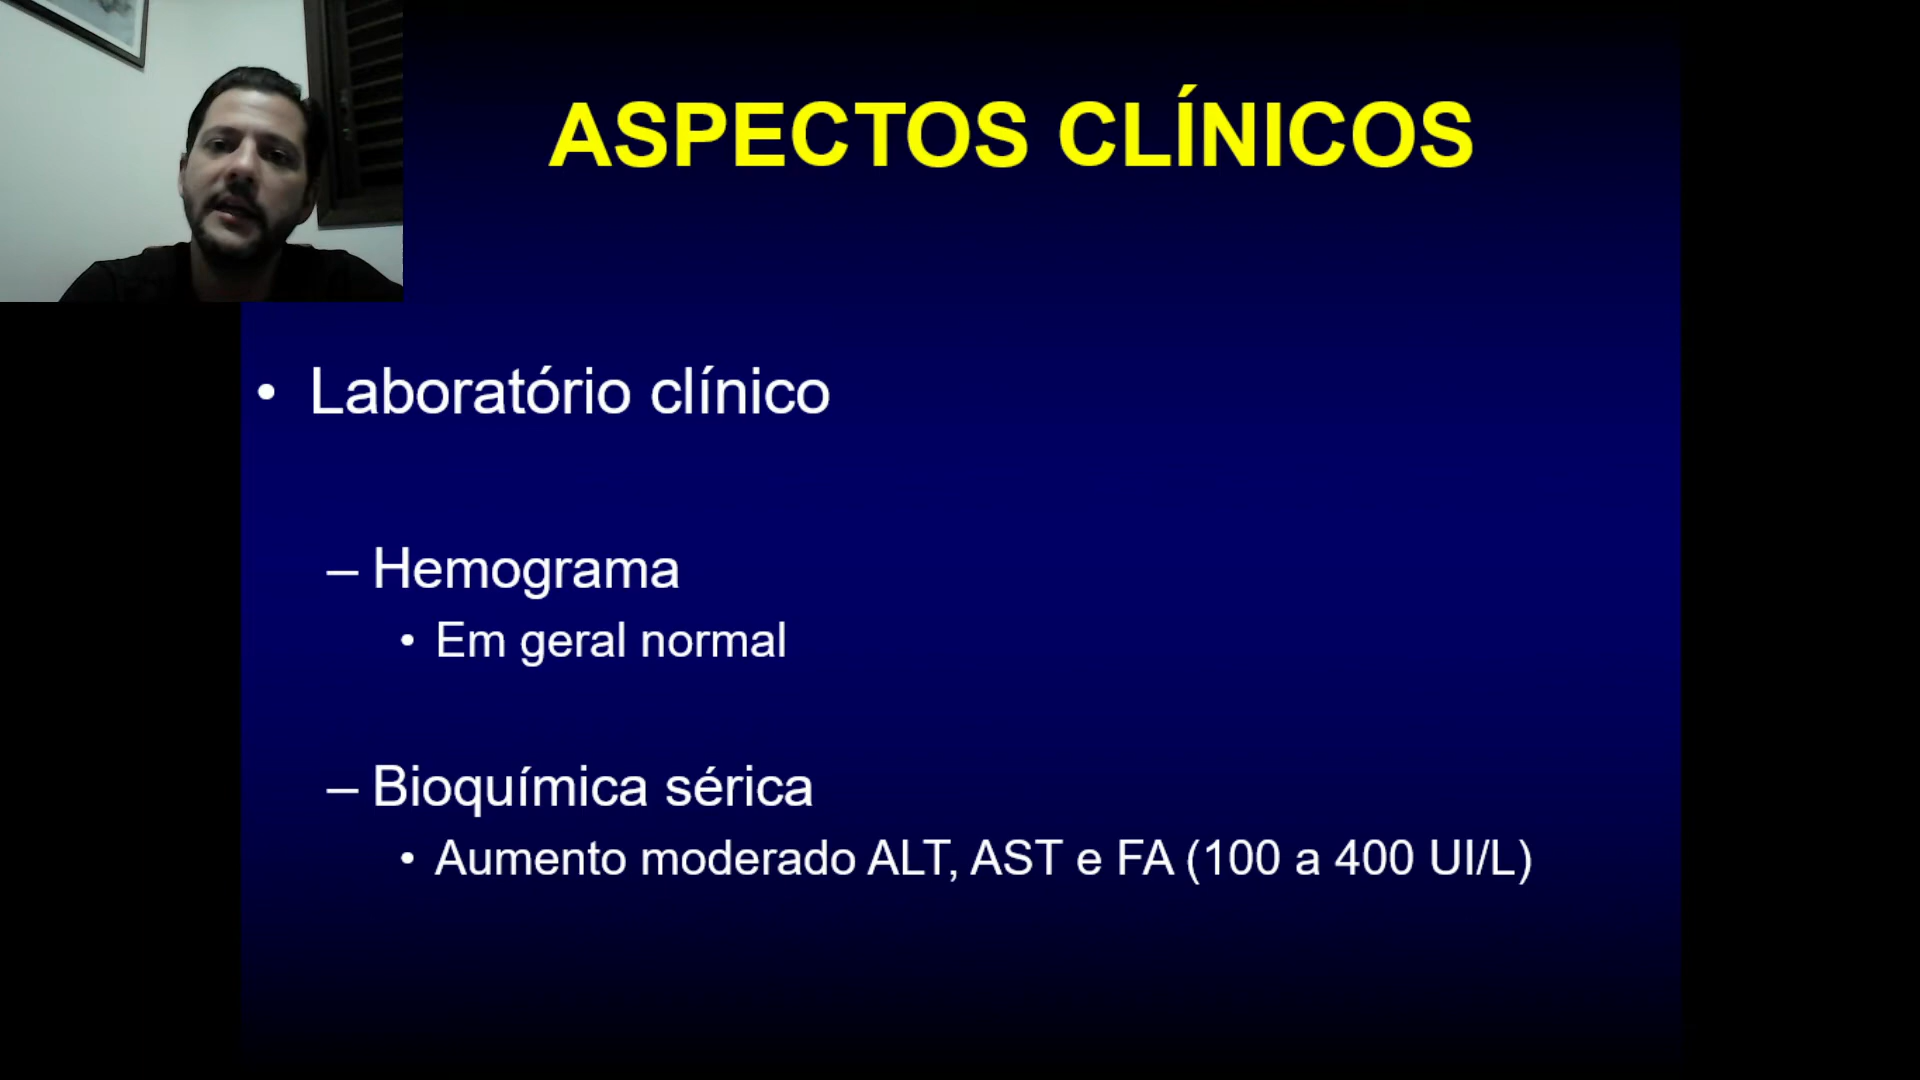 ASPECTOS CLÍNICOS
• Laboratório clínico
– Hemograma
• Em geral normal
– Bioquímica sérica
• Aumento moderado ALT, AST e FA (100 a 400 UI/L)